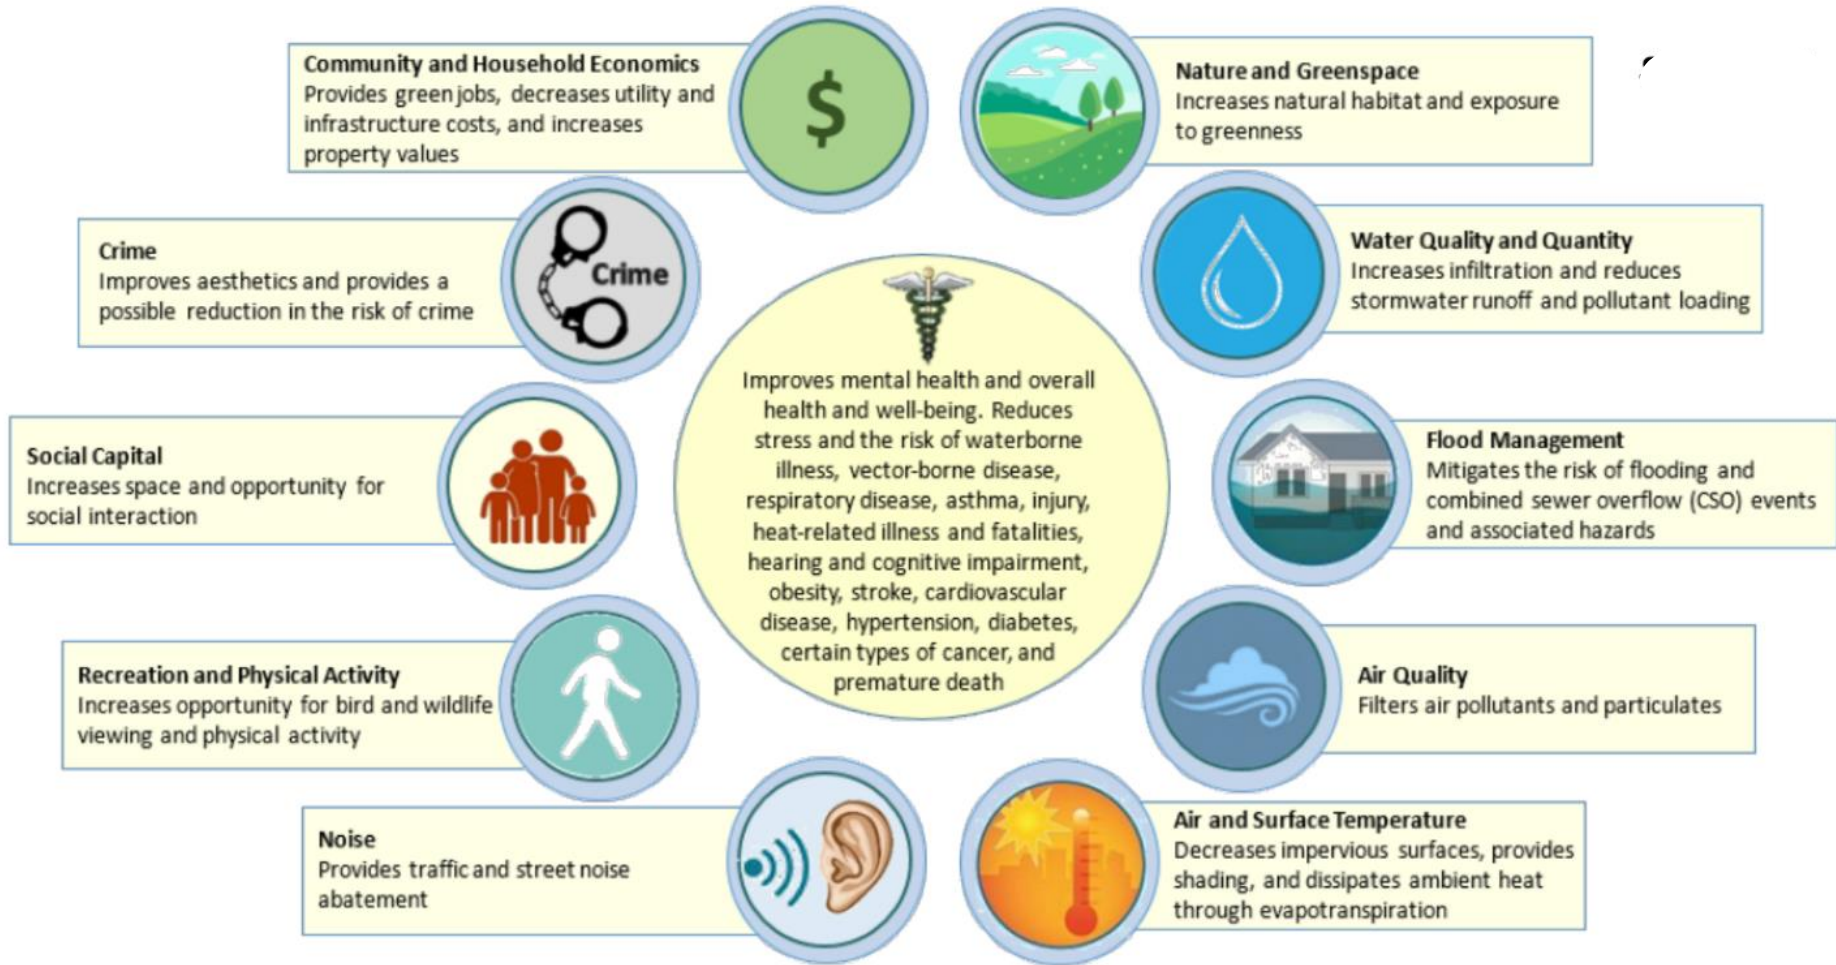 Community and Household Economics
Provides green jobs, decreases utility and
infrastructure costs, and increases
property values
$
Nature and Greenspace
Increases natural habitat and exposure
to greenness
Crime
Improves aesthetics and provides a
possible reduction in the risk of crime
Crime
Water Quality and Quantity
Increases infiltration and reduces
stormwater runoff and pollutant loading
Improves mental health and overall
health and well-being. Reduces
stress and the risk of waterborne
illness, vector-borne disease,
respiratory disease, asthma, injury,
heat-related illness and fatalities,
hearing and cognitive impairment,
obesity, stroke, cardiovascular
disease, hypertension, diabetes,
certain types of cancer, and
premature death
Social Capital
Increases space and opportunity for
social interaction
Flood Management
Mitigates the risk of flooding and
combined sewer overflow (CSO) events
and associated hazards
Recreation and Physical Activity
Increases opportunity for bird and wildlife
viewing and physical activity
Air Quality
Filters air pollutants and particulates
Noise
Provides traffic and street noise
abatement
Air and Surface Temperature
Decreases impervious surfaces, provides
shading, and dissipates ambient heat
through evapotranspiration